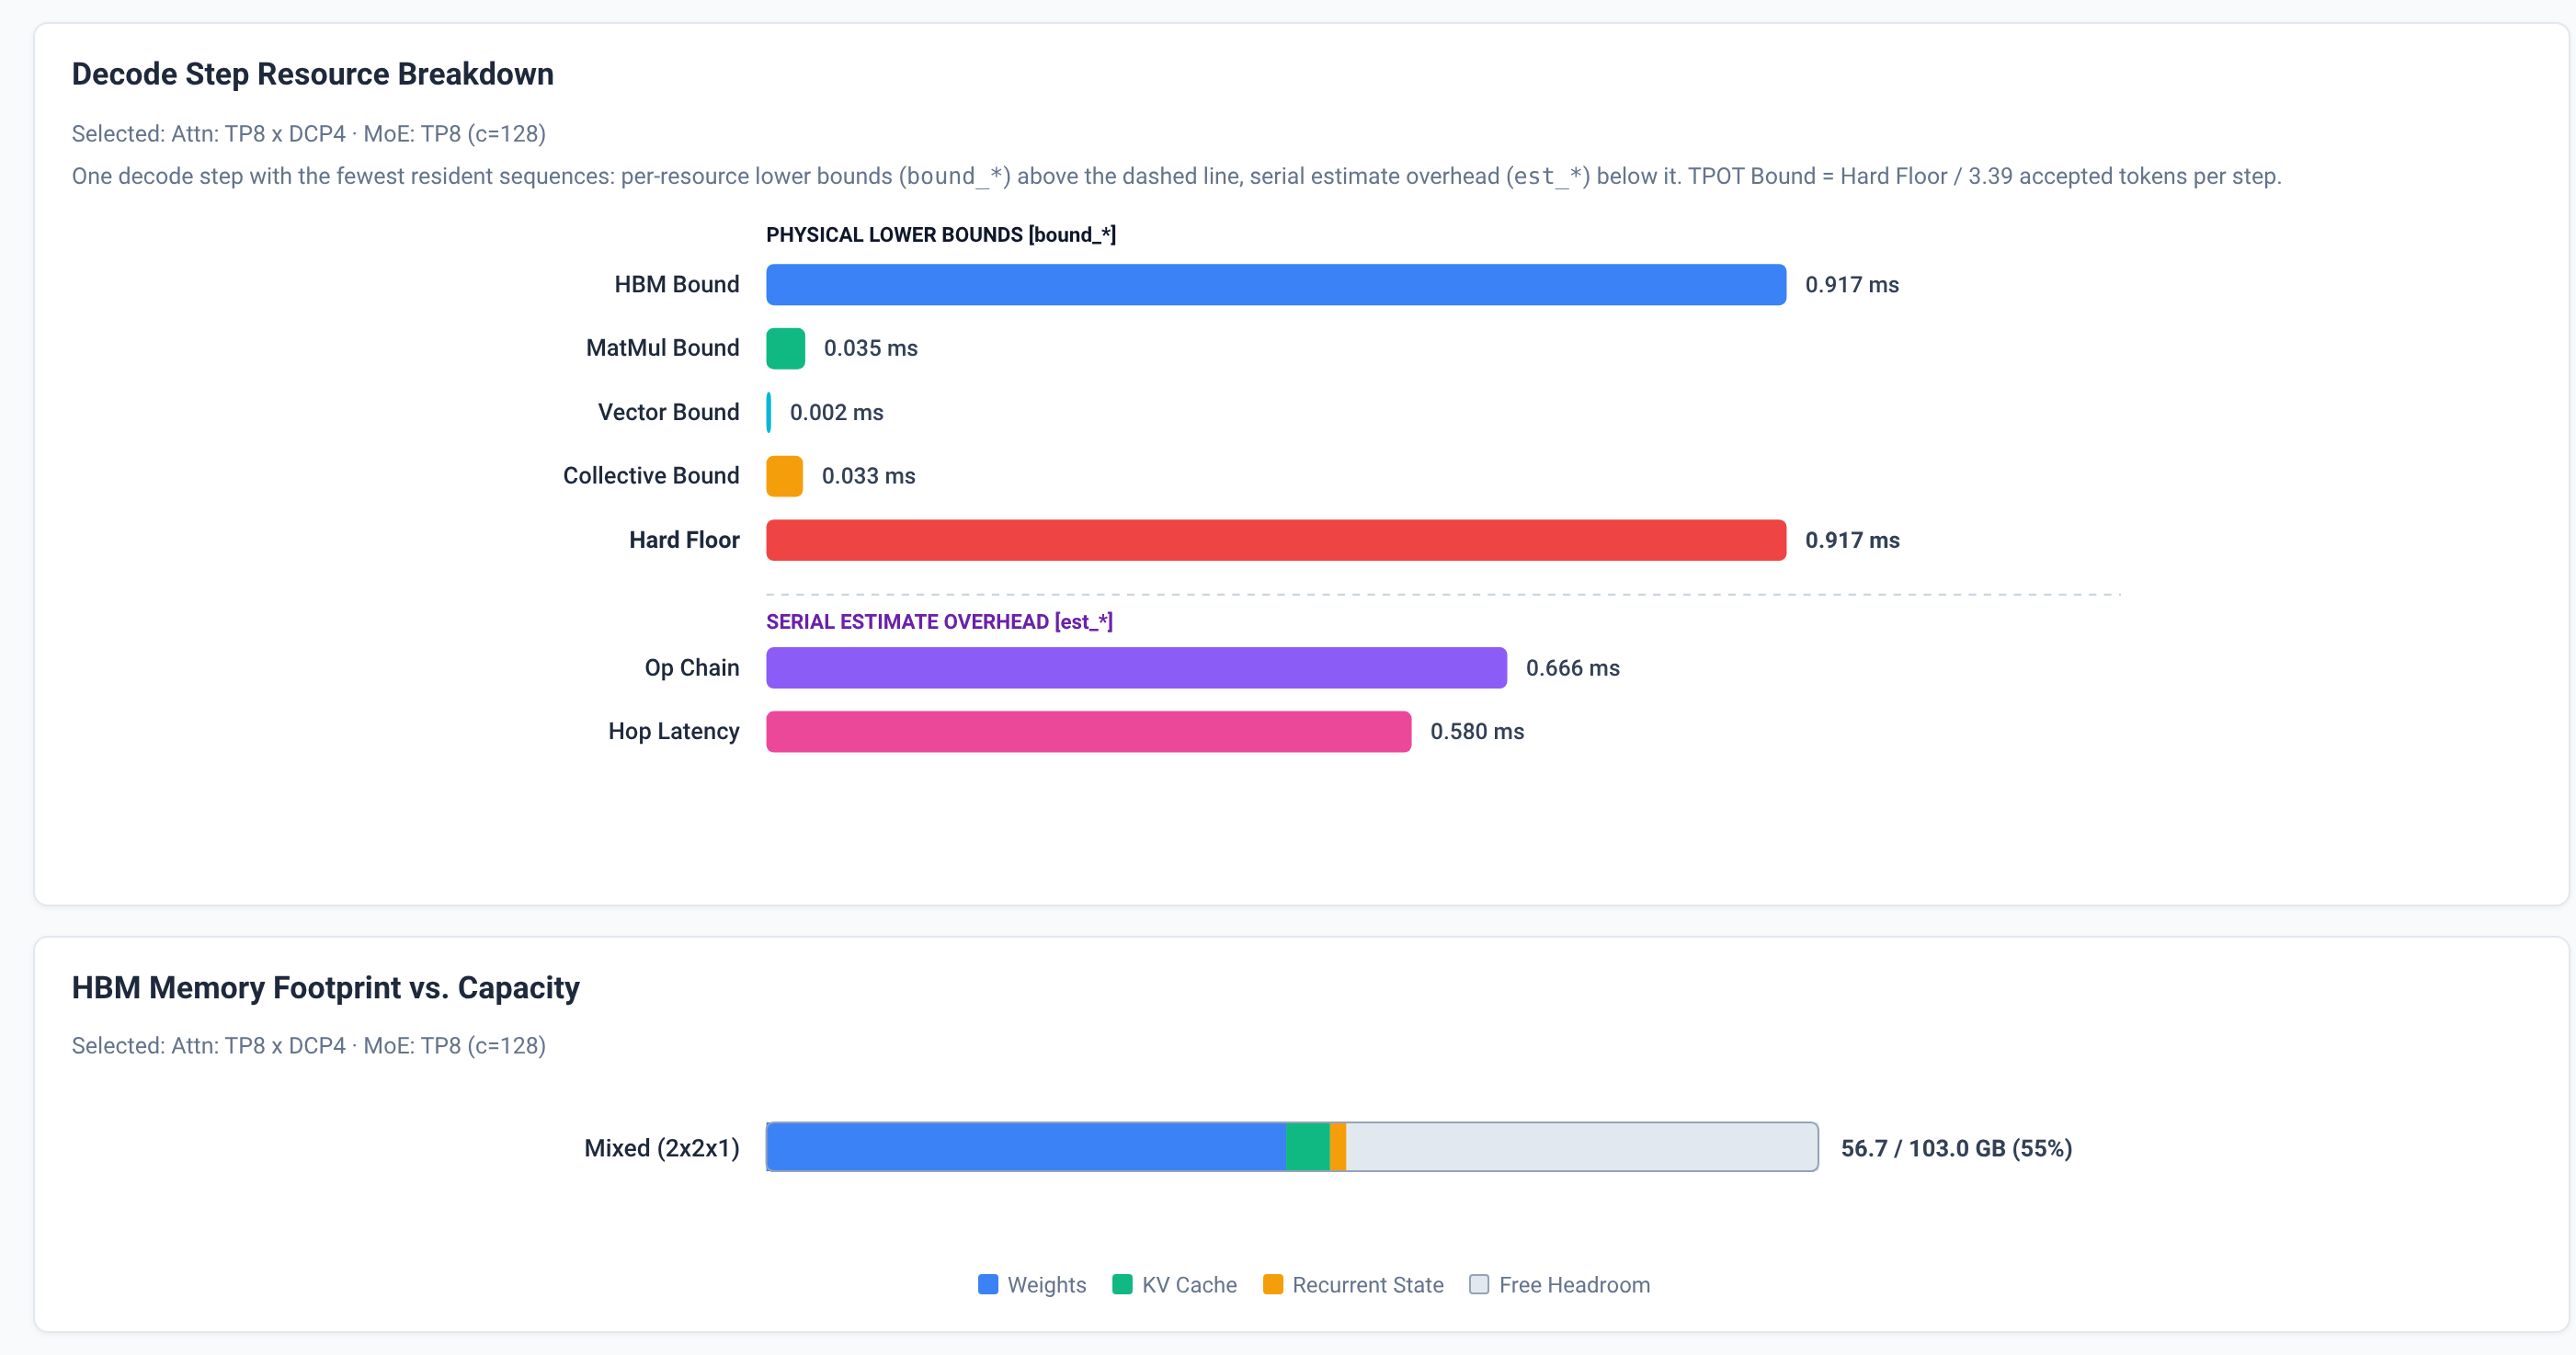 Decode Step Resource Breakdown
Selected: Attn: TP8 x DCP4 · MoE: TP8 (c=128)
One decode step with the fewest resident sequences: per-resource lower bounds (bound_*) above the dashed line, serial estimate overhead (est_*) below it. TPOT Bound = Hard Floor / 3.39 accepted tokens per step.
PHYSICAL LOWER BOUNDS [bound_*]
HBM Bound 0.917 ms
MatMul Bound 0.035 ms
Vector Bound 0.002 ms
Collective Bound 0.033 ms
Hard Floor 0.917 ms
SERIAL ESTIMATE OVERHEAD [est_*]
Op Chain 0.666 ms
Hop Latency 0.580 ms
HBM Memory Footprint vs. Capacity
Selected: Attn: TP8 x DCP4 · MoE: TP8 (c=128)
Mixed (2x2x1) 56.7 / 103.0 GB (55%)
Weights KV Cache Recurrent State Free Headroom